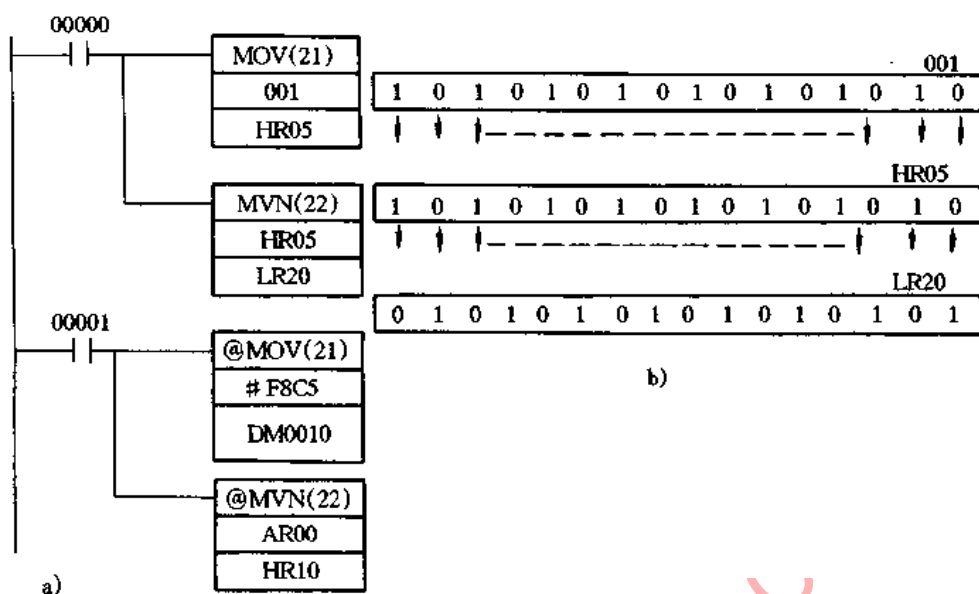 00000
MOV(21)
001
HR05
001
1 0 1 0 1 0 1 0 1 0 1 0 1 0 1 0
HR05
MVN(22)
HR05
LR20
1 0 1 0 1 0 1 0 1 0 1 0 1 0 1 0
LR20
0 1 0 1 0 1 0 1 0 1 0 1 0 1 0 1
00001
@MOV(21)
# F8C5
DM0010
b)
@MVN(22)
AR00
HR10
a)